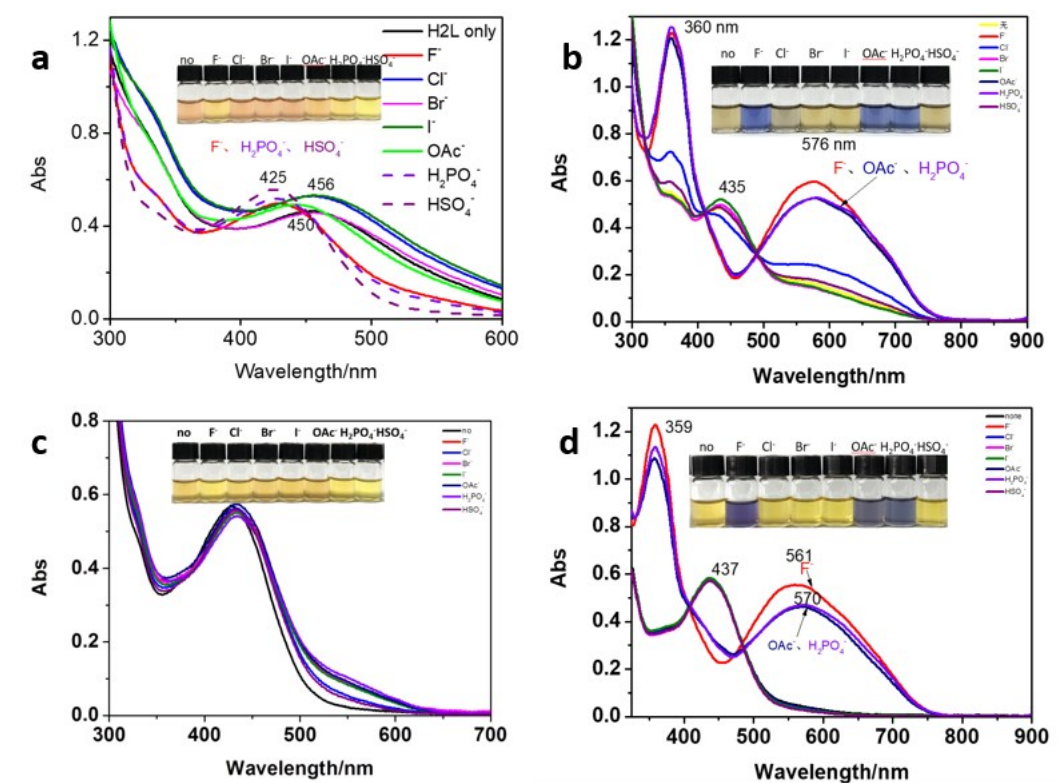 a
no F⁻ Cl⁻ Br⁻ I⁻ OAc⁻ H₂PO₄⁻ HSO₄⁻
F⁻、H₂PO₄⁻、HSO₄⁻
425
456
450
H2L only
F⁻
Cl⁻
Br⁻
I⁻
OAc⁻
H₂PO₄⁻
HSO₄⁻
Abs
1.2
0.8
0.4
0.0
300 400 500 600
Wavelength/nm
b
360 nm
no F⁻ Cl⁻ Br⁻ I⁻ OAc⁻ H₂PO₄⁻ HSO₄⁻
576 nm
F⁻、OAc⁻、H₂PO₄⁻
435
无
F⁻
Cl⁻
Br⁻
I⁻
OAc⁻
H₂PO₄⁻
HSO₄⁻
Abs
1.2
1.0
0.8
0.6
0.4
0.2
0.0
300 400 500 600 700 800 900
Wavelength/nm
c
no F⁻ Cl⁻ Br⁻ I⁻ OAc⁻ H₂PO₄⁻ HSO₄⁻
no
F⁻
Cl⁻
Br⁻
I⁻
OAc⁻
H₂PO₄⁻
HSO₄⁻
Abs
0.8
0.6
0.4
0.2
0.0
300 400 500 600 700
Wavelength/nm
d
359
no F⁻ Cl⁻ Br⁻ I⁻ OAc⁻ H₂PO₄⁻ HSO₄⁻
437
561
F⁻
570
OAc⁻、H₂PO₄⁻
none
F⁻
Cl⁻
Br⁻
I⁻
OAc⁻
H₂PO₄⁻
HSO₄⁻
Abs
1.2
1.0
0.8
0.6
0.4
0.2
0.0
400 500 600 700 800 900
Wavelength/nm